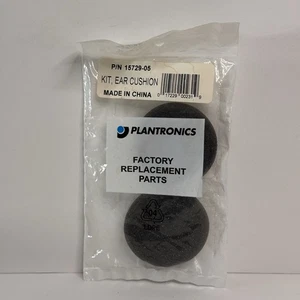 P/N 15729-05
KIT, EAR CUSHION
MADE IN CHINA
PLANTRONICS
FACTORY
REPLACEMENT
PARTS